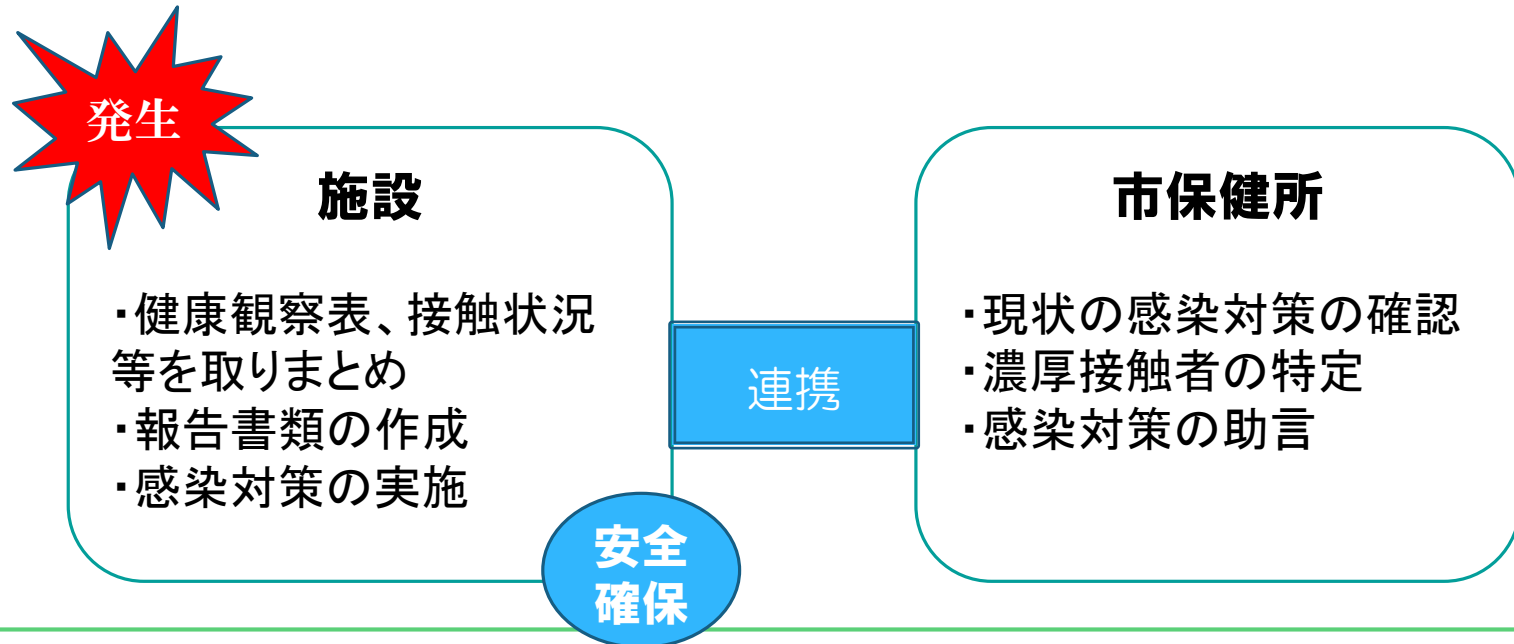 発生
施設
・健康観察表、接触状況
等を取りまとめ
・報告書類の作成
・感染対策の実施
安全
確保
連携
市保健所
・現状の感染対策の確認
・濃厚接触者の特定
・感染対策の助言